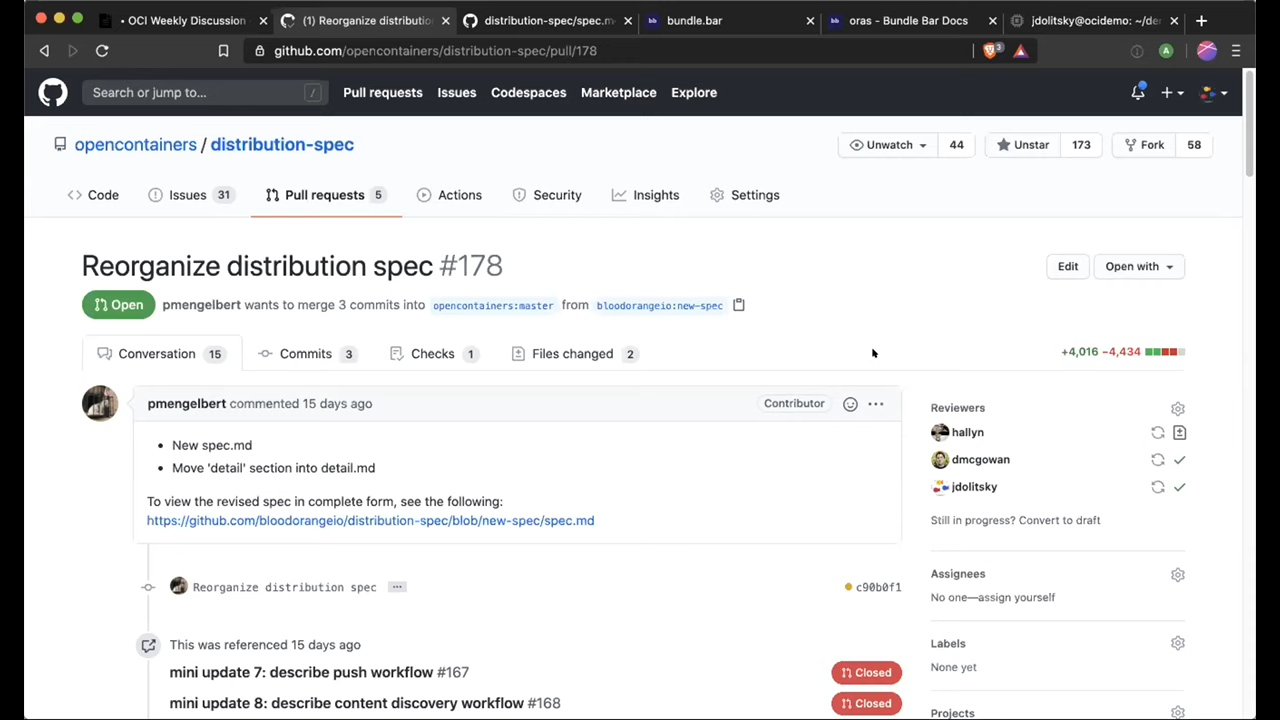 • OCI Weekly Discussion
(1) Reorganize distributio
distribution-spec/spec.m
bundle.bar
oras - Bundle Bar Docs
jdolitsky@ocidemo: ~/de
github.com/opencontainers/distribution-spec/pull/178
3
A
Search or jump to...
/
Pull requests
Issues
Codespaces
Marketplace
Explore
opencontainers / distribution-spec
Unwatch 44
Unstar 173
Fork 58
Code
Issues 31
Pull requests 5
Actions
Security
Insights
Settings
Reorganize distribution spec #178
Edit
Open with
Open
pmengelbert wants to merge 3 commits into opencontainers:master from bloodorangeio:new-spec
Conversation 15
Commits 3
Checks 1
Files changed 2
+4,016 −4,434
pmengelbert commented 15 days ago
Contributor
• New spec.md
• Move 'detail' section into detail.md
To view the revised spec in complete form, see the following:
https://github.com/bloodorangeio/distribution-spec/blob/new-spec/spec.md
Reorganize distribution spec ...
c90b0f1
This was referenced 15 days ago
mini update 7: describe push workflow #167
Closed
mini update 8: describe content discovery workflow #168
Closed
Reviewers
hallyn
dmcgowan
jdolitsky
Still in progress? Convert to draft
Assignees
No one—assign yourself
Labels
None yet
Projects